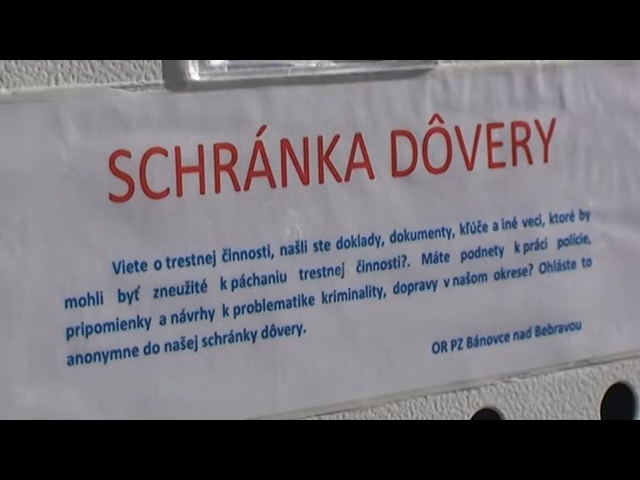 SCHRÁNKA DÔVERY
Viete o trestnej činnosti, našli ste doklady, dokumenty, kľúče a iné veci, ktoré by
mohli byť zneužité k páchaniu trestnej činnosti?. Máte podnety k práci polície,
pripomienky a návrhy k problematike kriminality, dopravy v našom okrese? Ohláste to
anonymne do našej schránky dôvery.
OR PZ Bánovce nad Bebravou